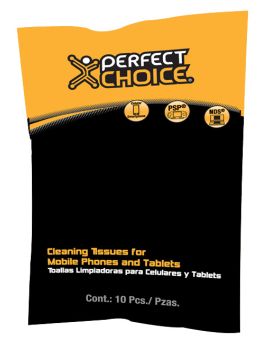 PERFECT
CHOICE®
PSP®
NDS®
Cleaning Tissues for
Mobile Phones and Tablets
Toallas Limpiadoras para Celulares y Tablets
Cont.: 10 Pcs./ Pzas.